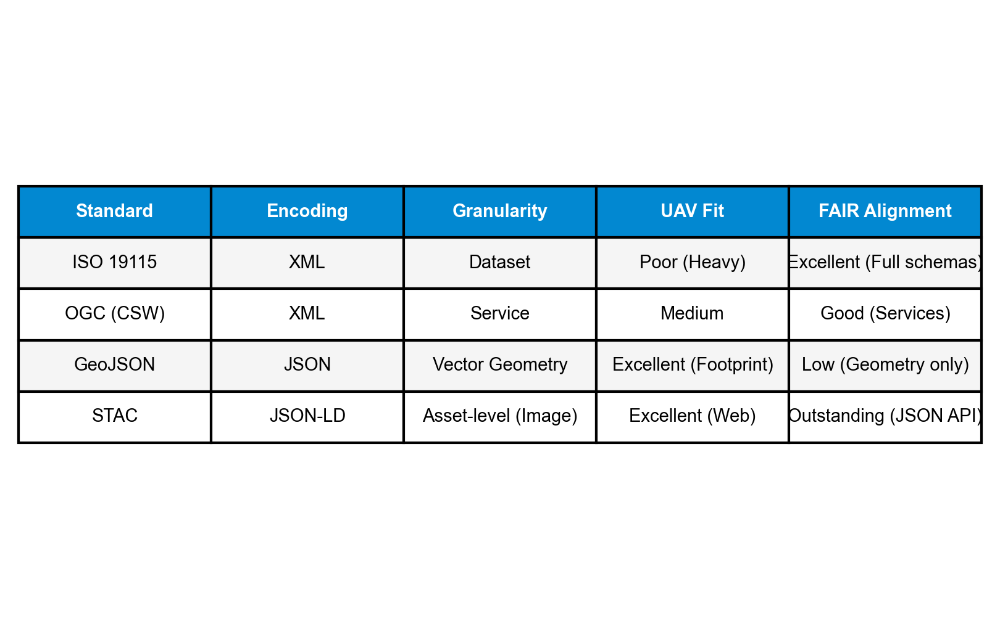 Standard Encoding Granularity UAV Fit FAIR Alignment
ISO 19115 XML Dataset Poor (Heavy) Excellent (Full schemas)
OGC (CSW) XML Service Medium Good (Services)
GeoJSON JSON Vector Geometry Excellent (Footprint) Low (Geometry only)
STAC JSON-LD Asset-level (Image) Excellent (Web) Outstanding (JSON API)